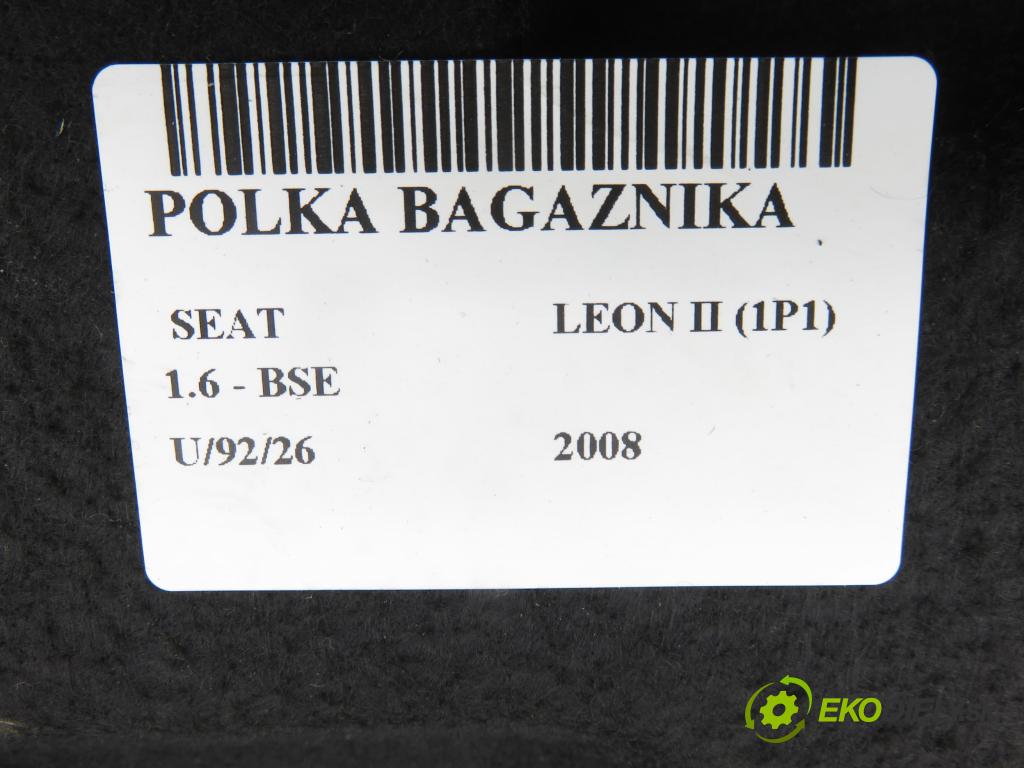 POLKA BAGAZNIKA
SEAT LEON II (1P1)
1.6 - BSE
U/92/26 2008
EKO